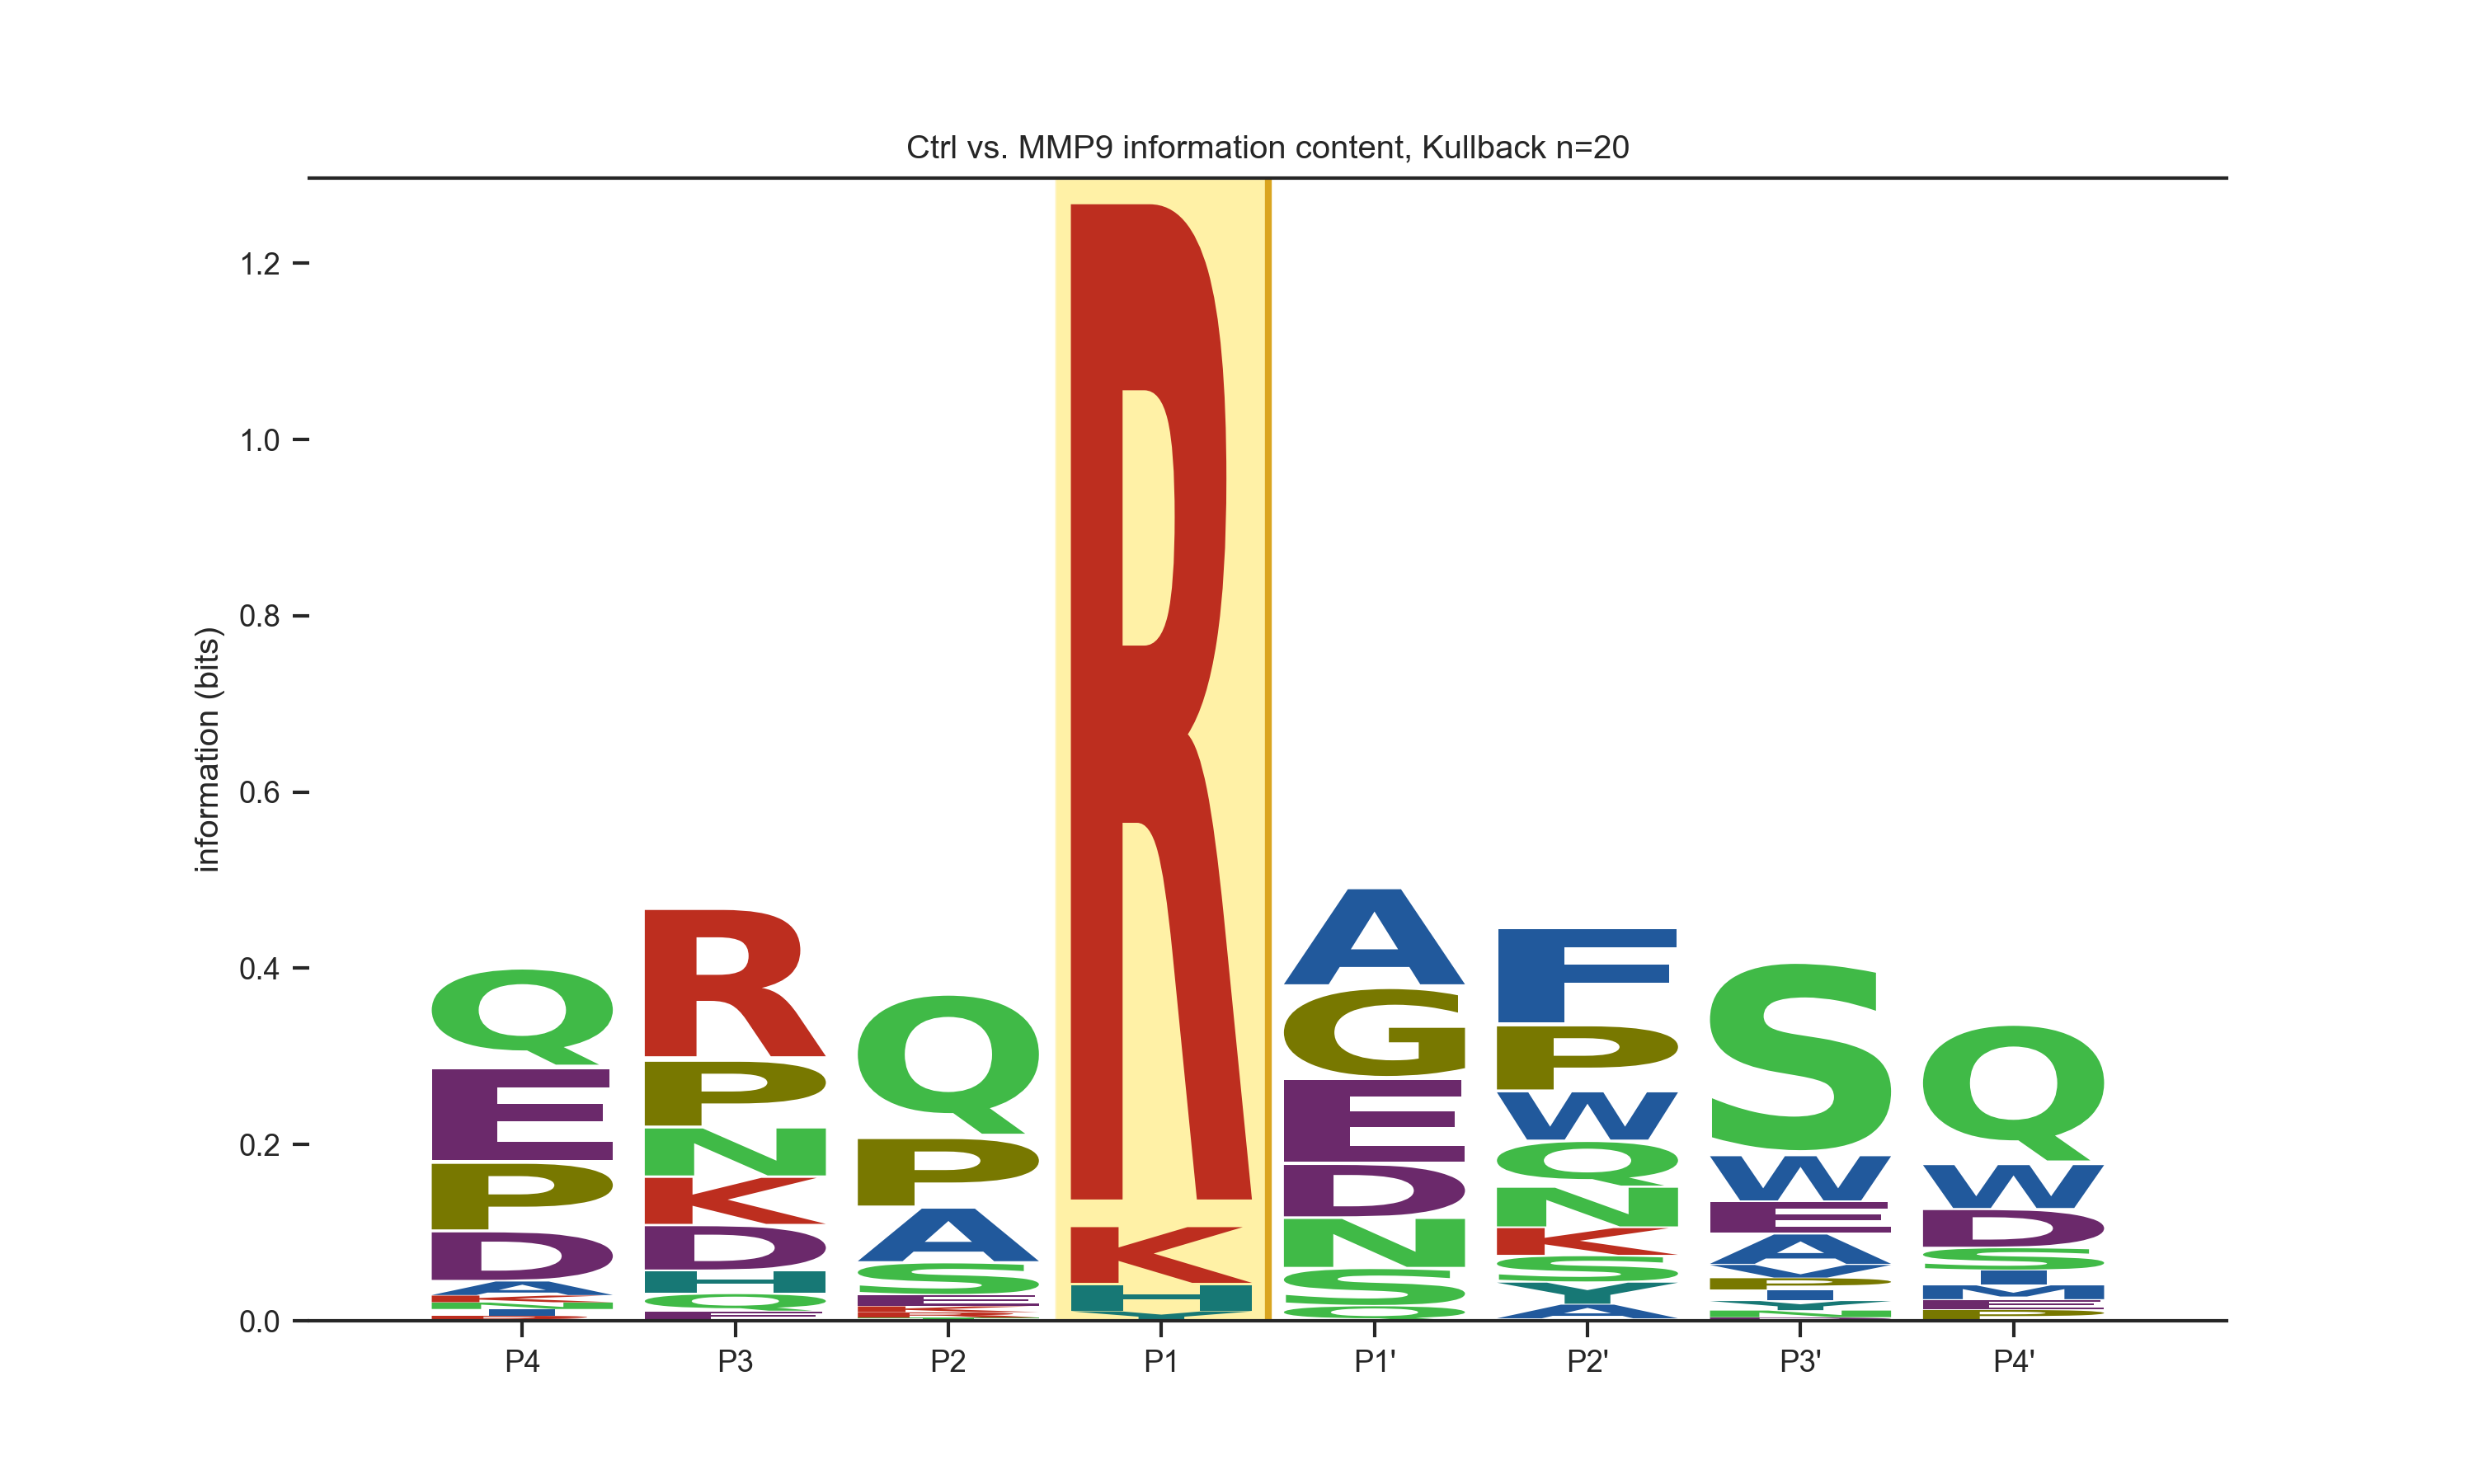 Ctrl vs. MMP9 information content, Kullback n=20
information (bits)
1.2
1.0
0.8
0.6
0.4
0.2
0.0
Q
E
P
D
A
R
P
N
K
D
H
Q
Q
P
A
S
E
R
K
H
Y
A
G
E
D
N
S
Q
F
P
W
Q
N
K
S
Y
A
S
W
E
A
P
I
Y
Q
W
D
S
I
P4 P3 P2 P1 P1' P2' P3' P4'